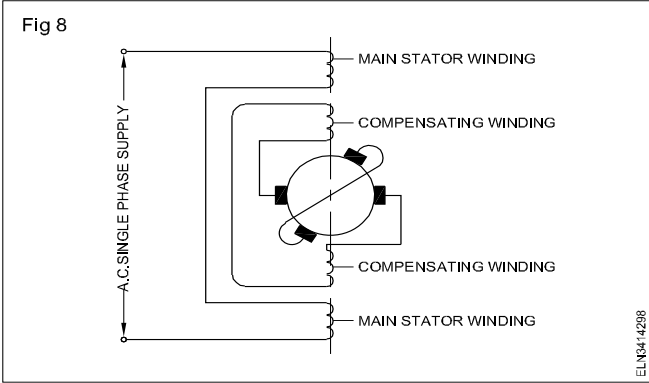 Fig 8
MAIN STATOR WINDING
COMPENSATING WINDING
A.C.SINGLE PHASE SUPPLY
COMPENSATING WINDING
MAIN STATOR WINDING
ELN3414298